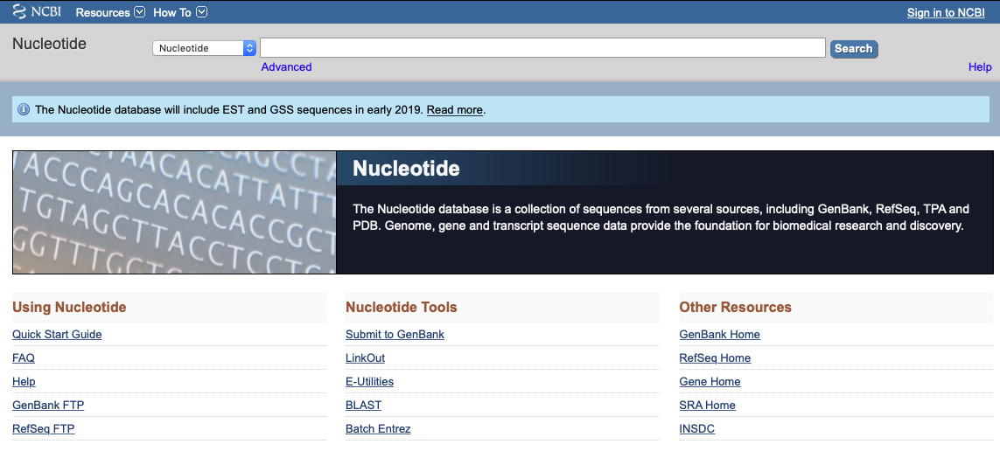 NCBI Resources How To Sign in to NCBI
Nucleotide Nucleotide Search
Advanced Help
The Nucleotide database will include EST and GSS sequences in early 2019. Read more.
TAACACATTATTT
ACCCAGCACACACCGCT
TGTAGCTTACCTCCTC
Nucleotide
The Nucleotide database is a collection of sequences from several sources, including GenBank, RefSeq, TPA and
PDB. Genome, gene and transcript sequence data provide the foundation for biomedical research and discovery.
Using Nucleotide
Quick Start Guide
FAQ
Help
GenBank FTP
RefSeq FTP
Nucleotide Tools
Submit to GenBank
LinkOut
E-Utilities
BLAST
Batch Entrez
Other Resources
GenBank Home
RefSeq Home
Gene Home
SRA Home
INSDC